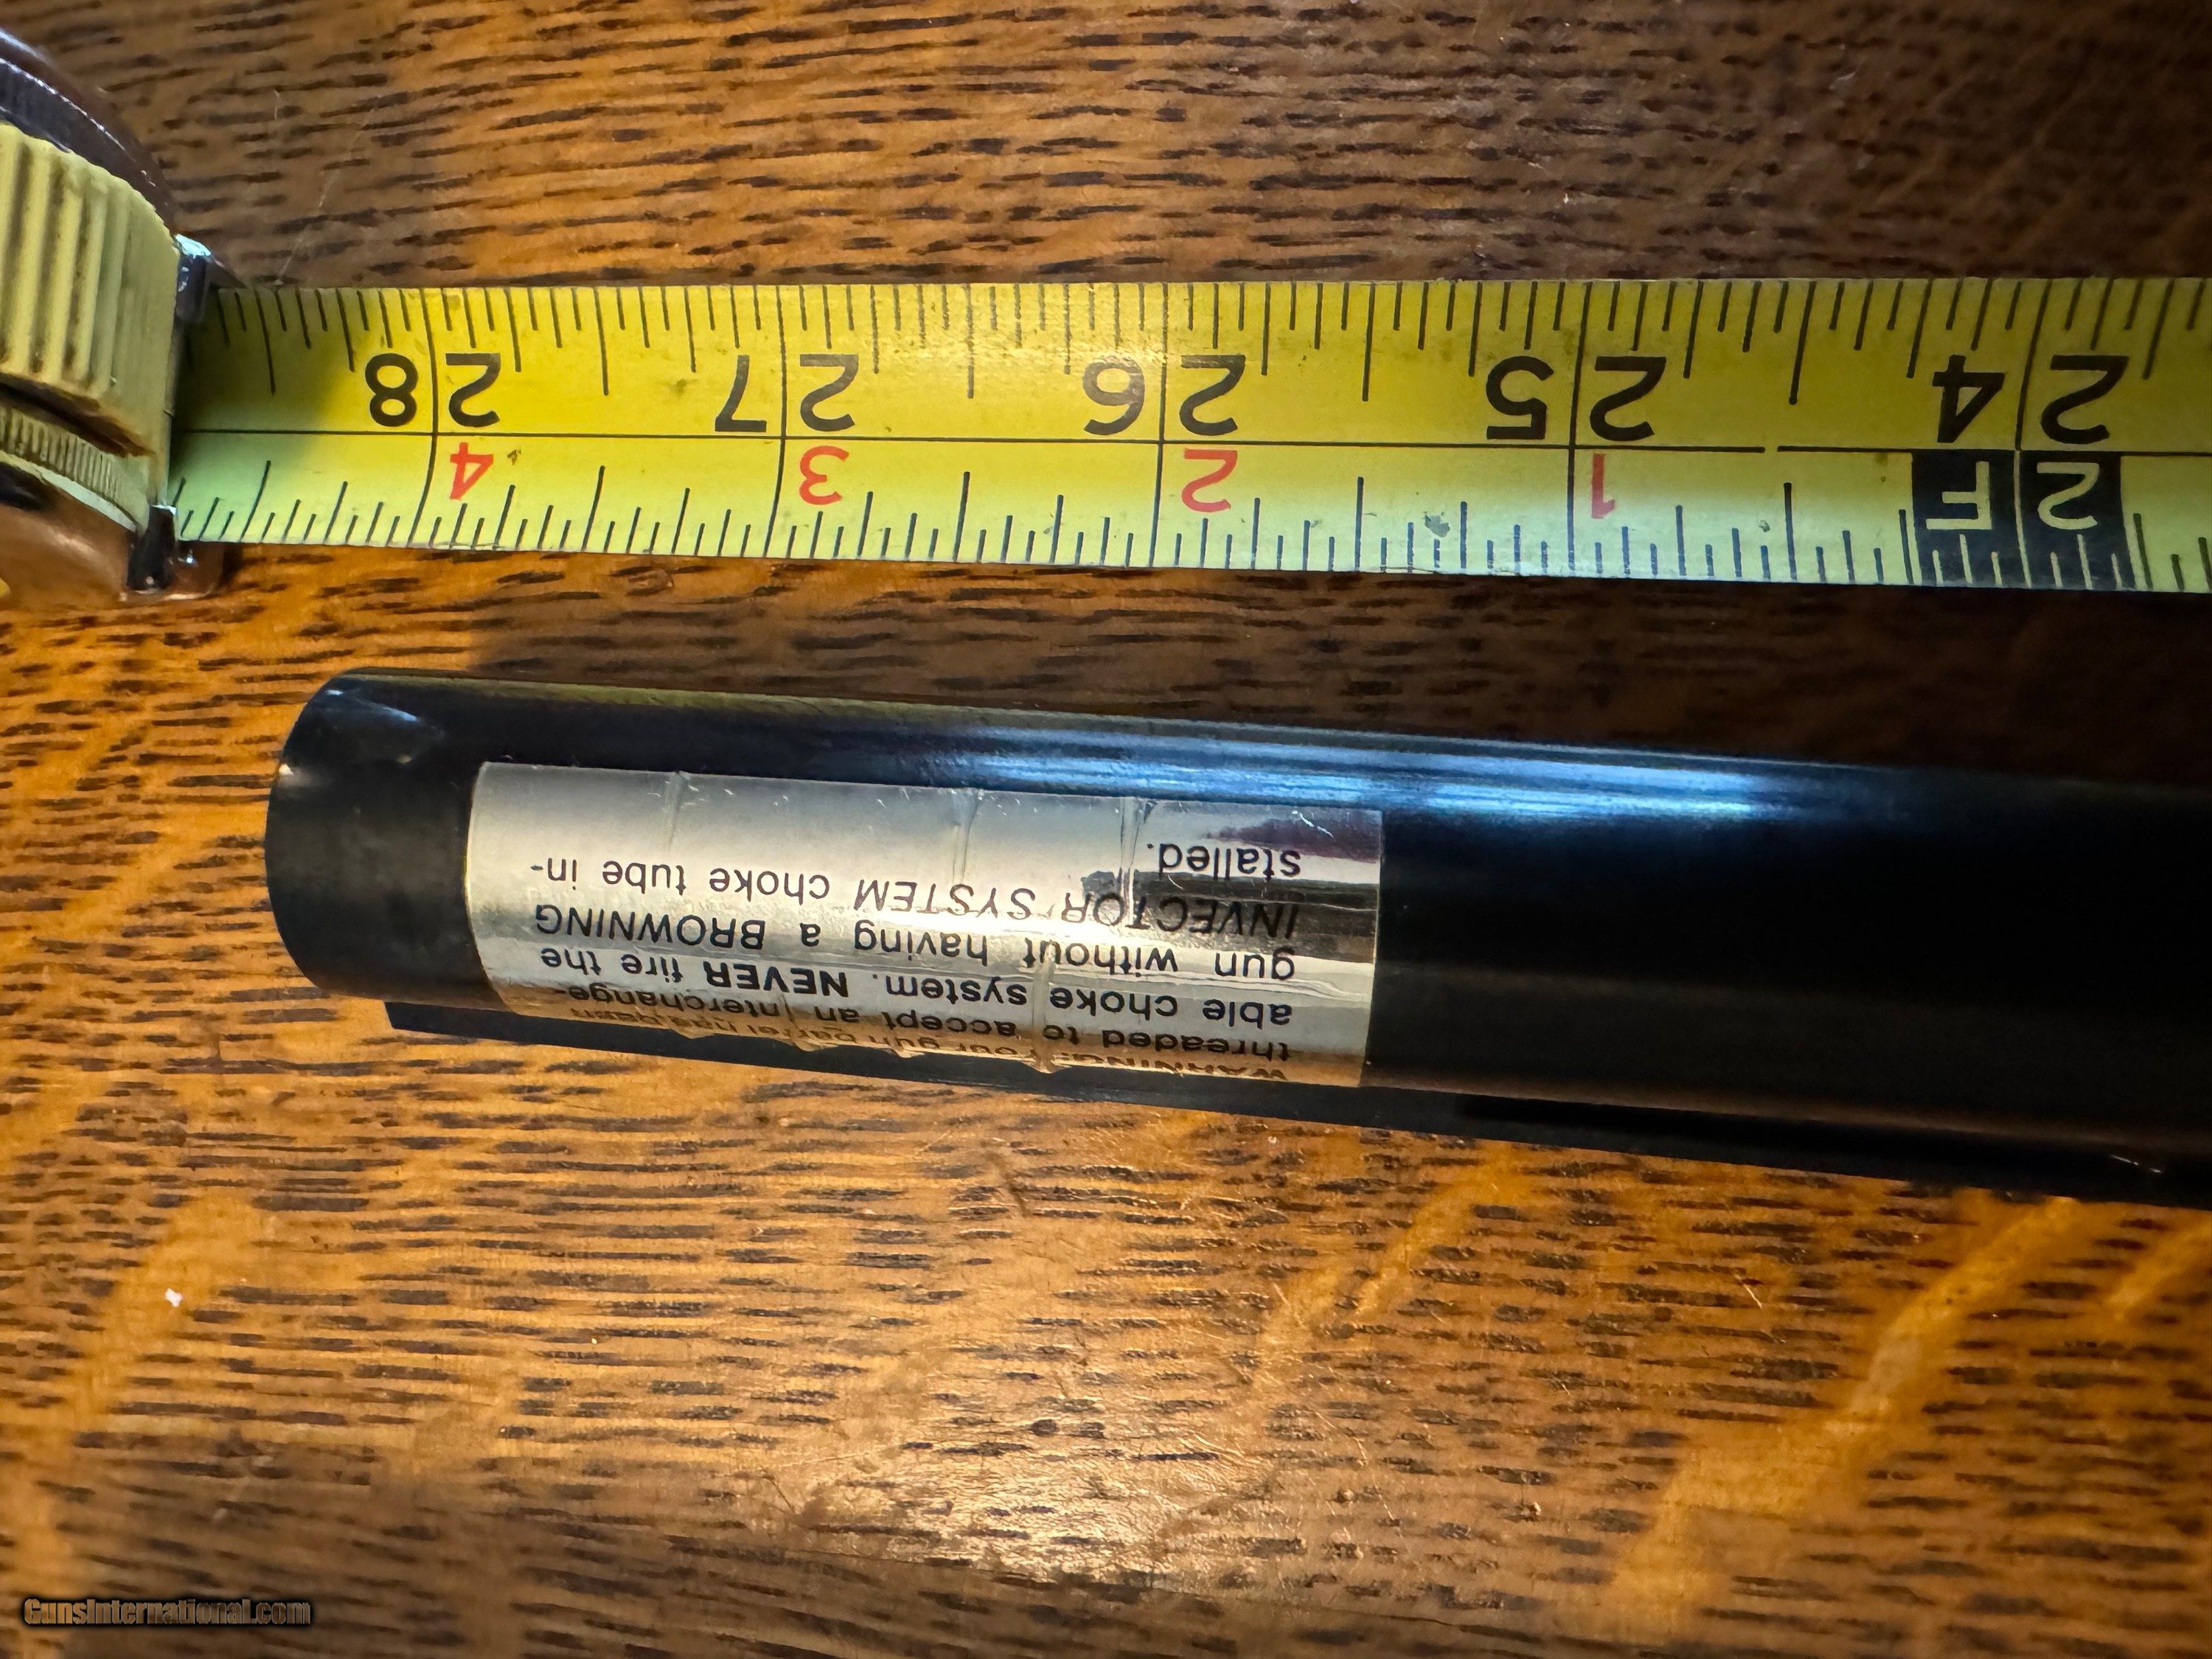 28 27 26 25 24
4 3 2 1 2F
WARNING: Your gun barrel has been
threaded to accept an interchange-
able choke system. NEVER fire the
gun without having a BROWNING
INVECTOR SYSTEM choke tube in-
stalled.
GunsInternational.com